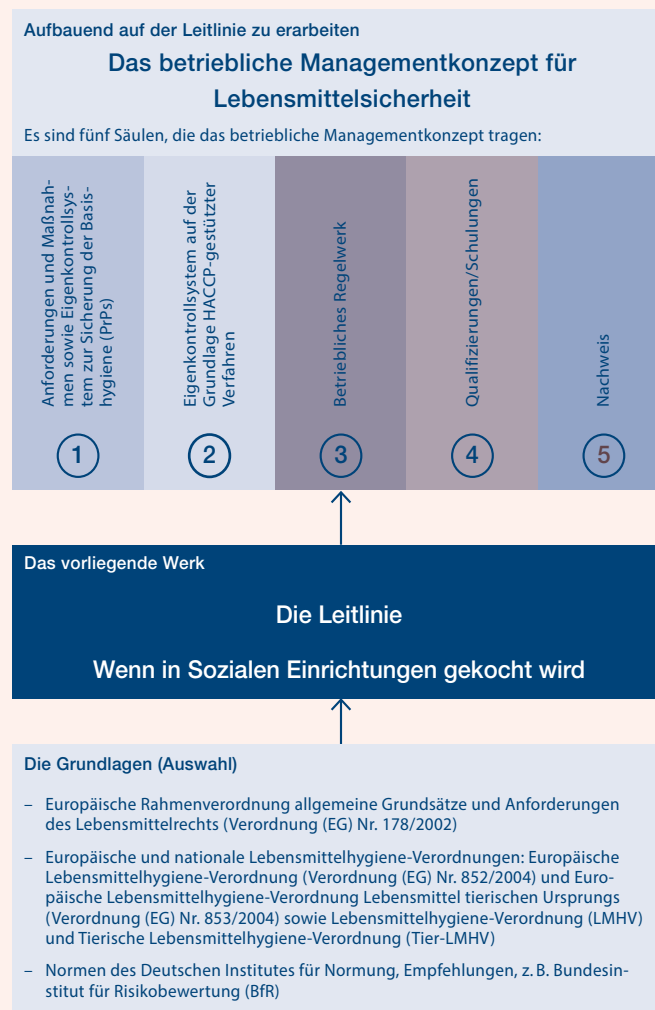 Aufbauend auf der Leitlinie zu erarbeiten
Das betriebliche Managementkonzept für
Lebensmittelsicherheit
Es sind fünf Säulen, die das betriebliche Managementkonzept tragen:
Anforderungen und Maßnah-
men sowie Eigenkontrollsys-
tem zur Sicherung der Basis-
hygiene (PrPs)
1
Eigenkontrollsystem auf der
Grundlage HACCP-gestützter
Verfahren
2
Betriebliches Regelwerk
3
Qualifizierungen/Schulungen
4
Nachweis
5
Das vorliegende Werk
Die Leitlinie
Wenn in Sozialen Einrichtungen gekocht wird
Die Grundlagen (Auswahl)
– Europäische Rahmenverordnung allgemeine Grundsätze und Anforderungen
des Lebensmittelrechts (Verordnung (EG) Nr. 178/2002)
– Europäische und nationale Lebensmittelhygiene-Verordnungen: Europäische
Lebensmittelhygiene-Verordnung (Verordnung (EG) Nr. 852/2004) und Euro-
päische Lebensmittelhygiene-Verordnung Lebensmittel tierischen Ursprungs
(Verordnung (EG) Nr. 853/2004) sowie Lebensmittelhygiene-Verordnung (LMHV)
und Tierische Lebensmittelhygiene-Verordnung (Tier-LMHV)
– Normen des Deutschen Institutes für Normung, Empfehlungen, z. B. Bundesin-
stitut für Risikobewertung (BfR)